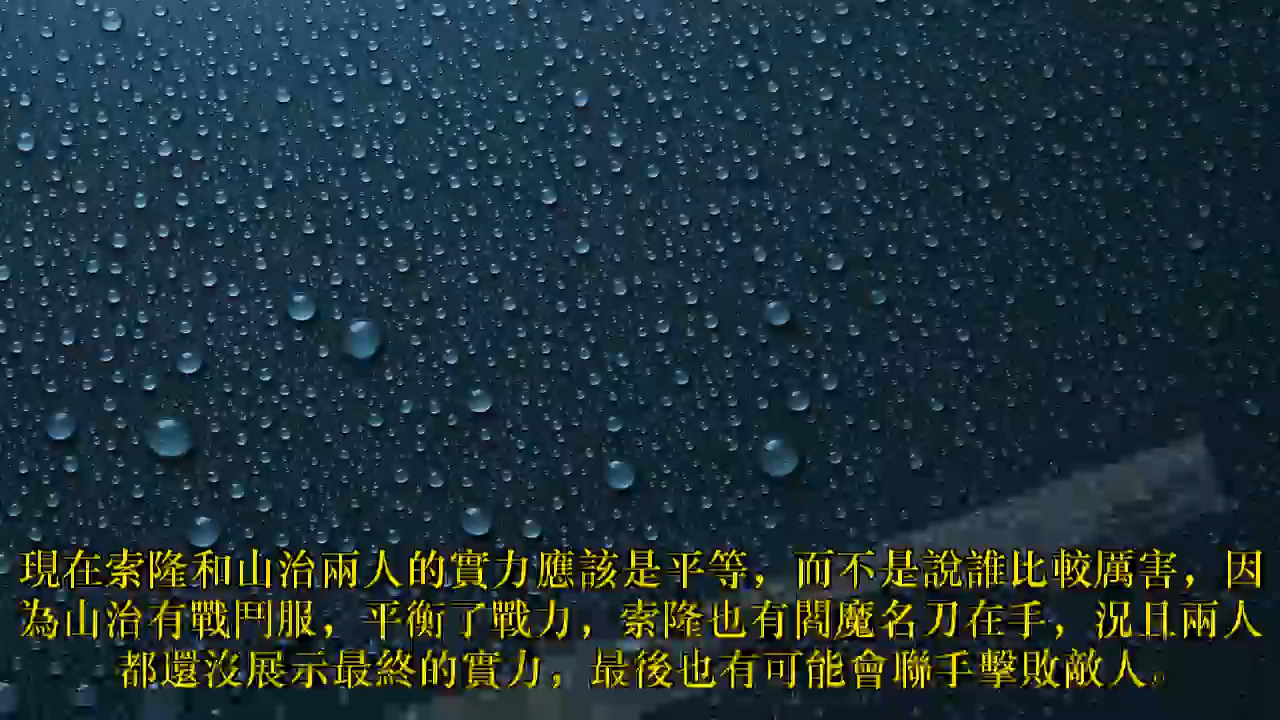 現在索隆和山治兩人的實力應該是平等，而不是說誰比較厲害，因
為山治有戰鬥服，平衡了戰力，索隆也有閻魔名刀在手，況且兩人
都還沒展示最終的實力，最後也有可能會聯手擊敗敵人。